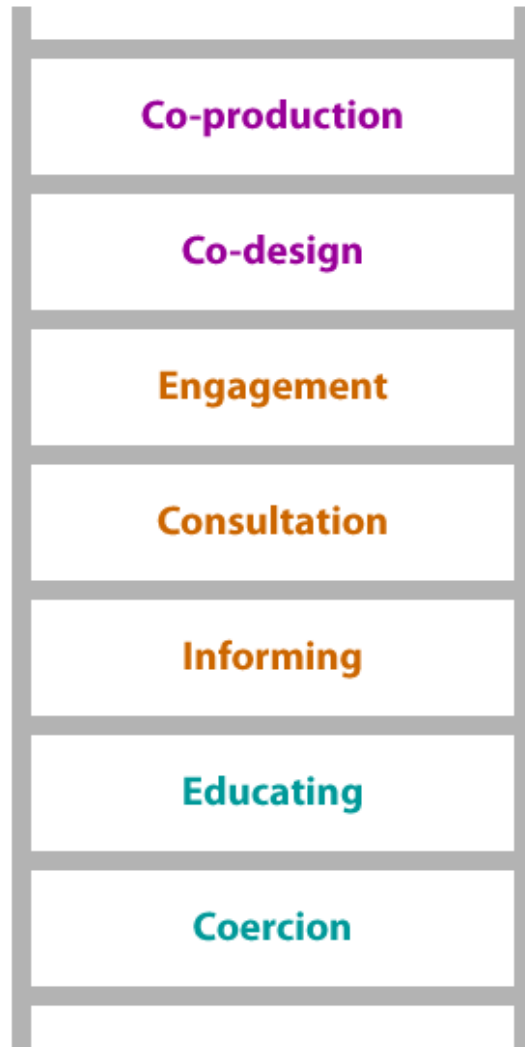 Co-production
Co-design
Engagement
Consultation
Informing
Educating
Coercion